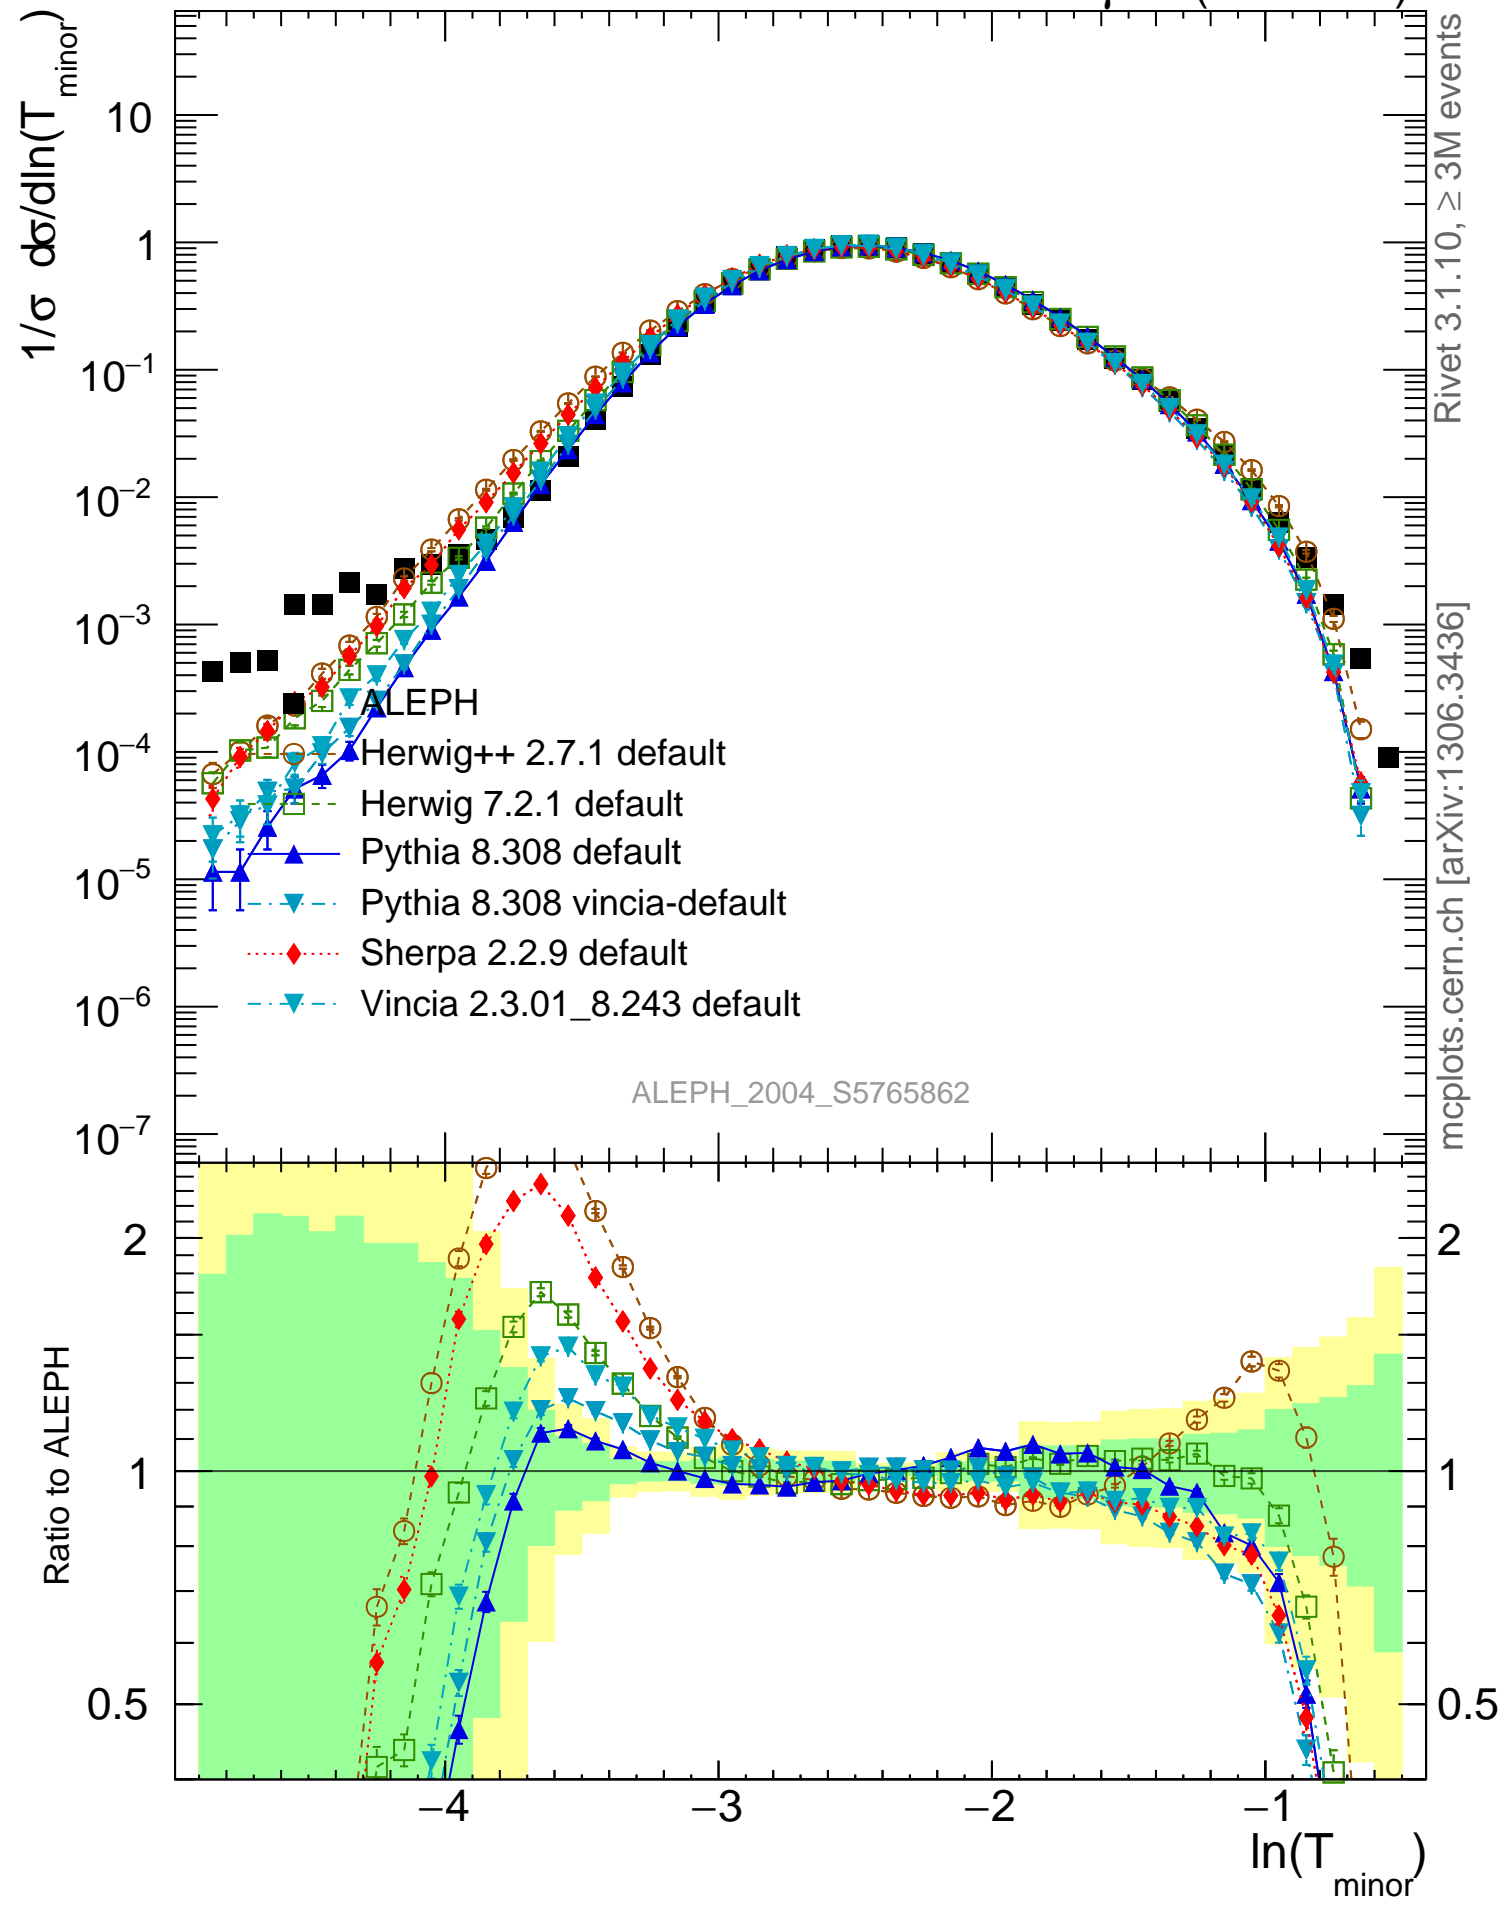 1/σ dσ/dln(T_minor)
10
1
10⁻¹
10⁻²
10⁻³
10⁻⁴
10⁻⁵
10⁻⁶
10⁻⁷
ALEPH
Herwig++ 2.7.1 default
Herwig 7.2.1 default
Pythia 8.308 default
Pythia 8.308 vincia-default
Sherpa 2.2.9 default
Vincia 2.3.01_8.243 default
ALEPH_2004_S5765862
Rivet 3.1.10, ≥ 3M events
mcplots.cern.ch [arXiv:1306.3436]
Ratio to ALEPH
2
1
0.5
2
1
0.5
−4
−3
−2
−1
ln(T_minor)